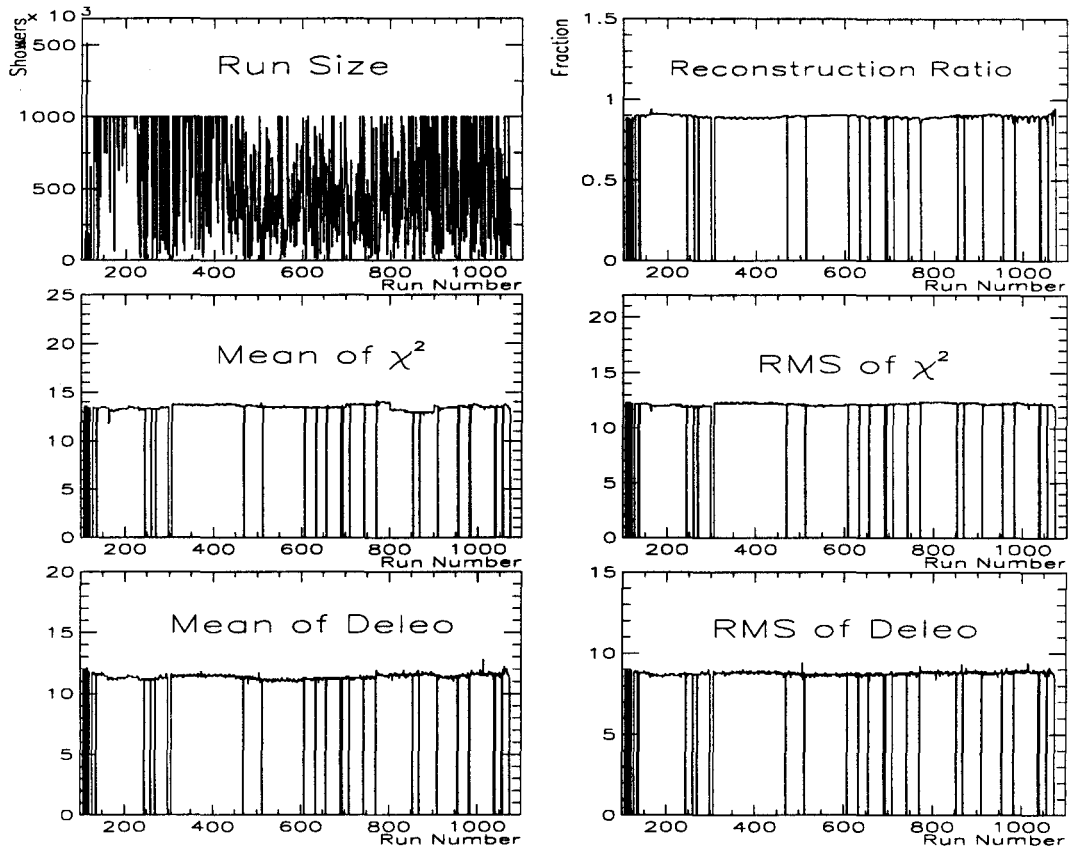 Showers x 10³
500
1000
500
0
200 400 600 800 1000
Run Number
Run Size
Fraction
1.5
1
0.5
0
200 400 600 800 1000
Run Number
Reconstruction Ratio
25
20
15
10
5
0
200 400 600 800 1000
Run Number
Mean of χ²
20
15
10
5
0
200 400 600 800 1000
Run Number
RMS of χ²
20
15
10
5
0
200 400 600 800 1000
Run Number
Mean of Deleo
15
10
5
0
200 400 600 800 1000
Run Number
RMS of Deleo